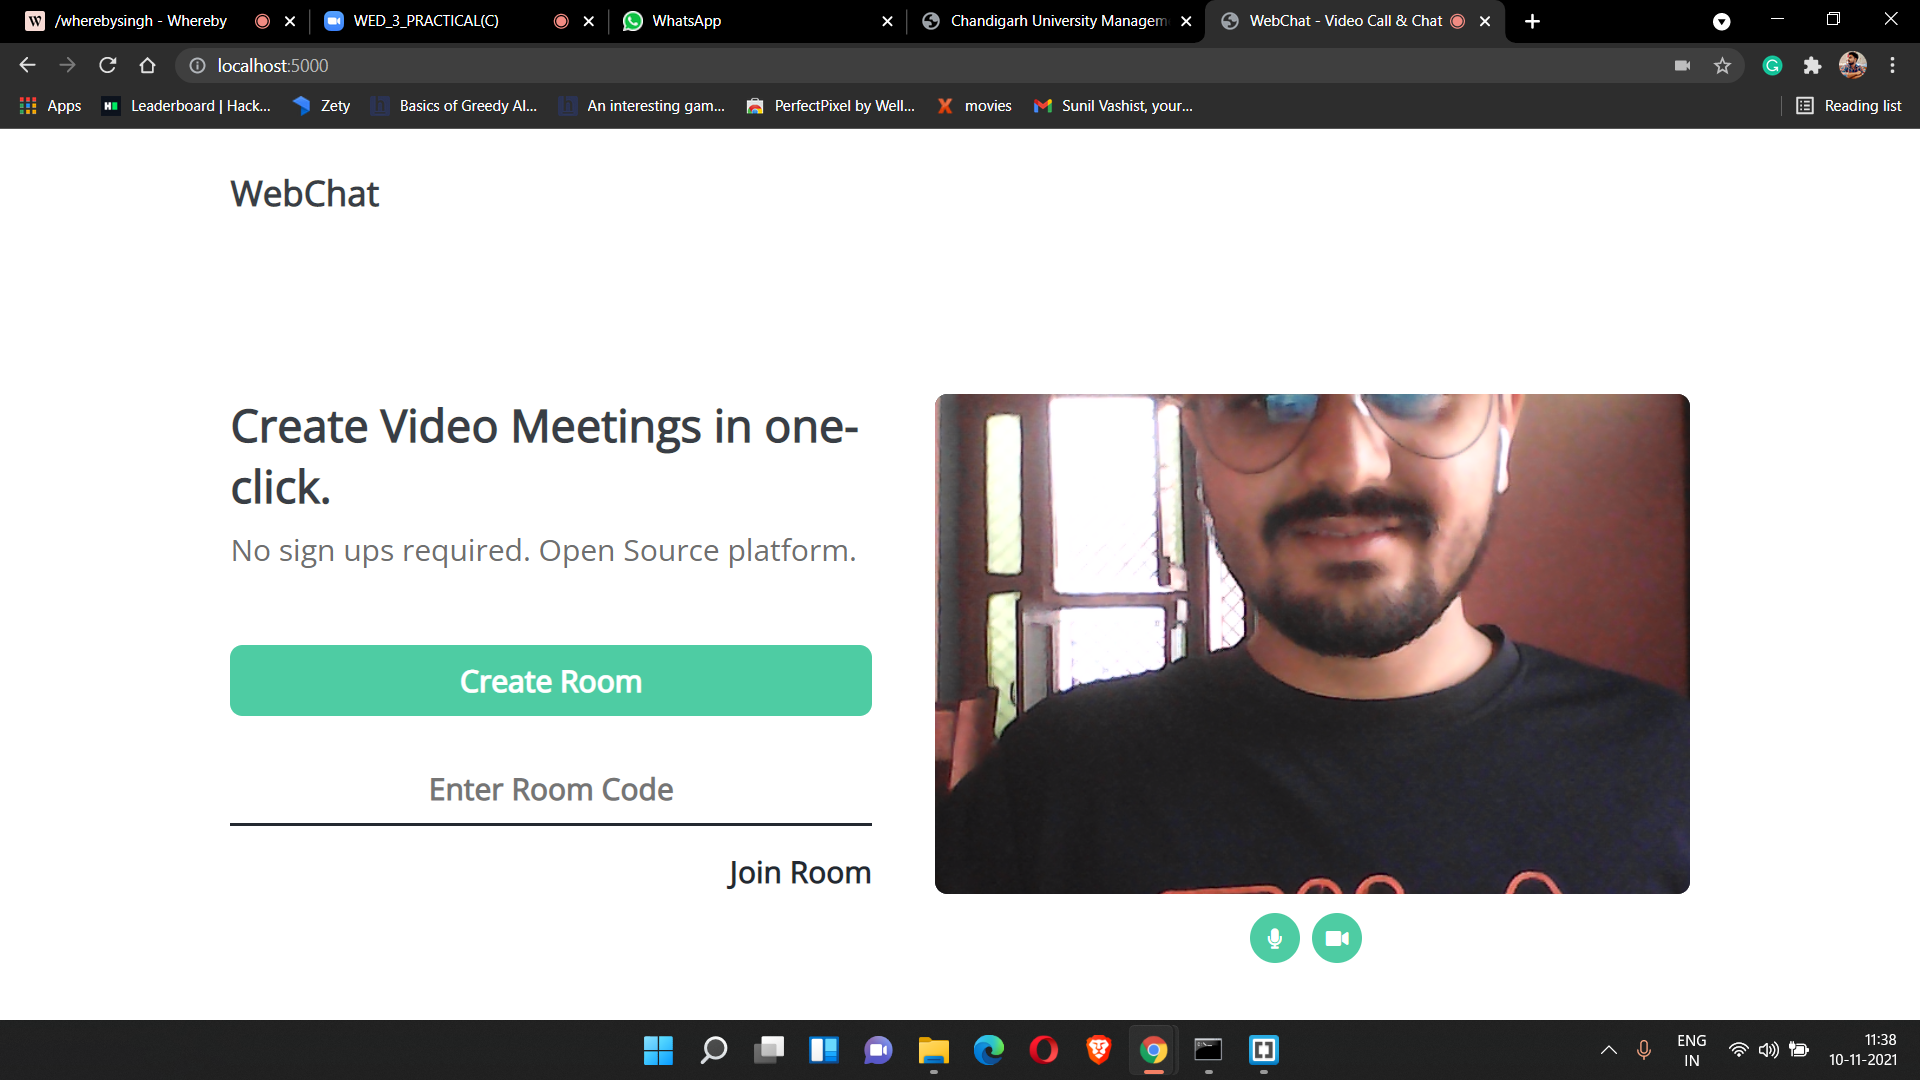 /wherebysingh - Whereby
WED_3_PRACTICAL(C)
WhatsApp
Chandigarh University Managem
WebChat - Video Call & Chat
localhost:5000
Apps
Leaderboard | Hack...
Zety
Basics of Greedy Al...
An interesting gam...
PerfectPixel by Well...
movies
Sunil Vashist, your...
Reading list
WebChat
Create Video Meetings in one-
click.
No sign ups required. Open Source platform.
Create Room
Enter Room Code
Join Room
ENG
IN
11:38
10-11-2021